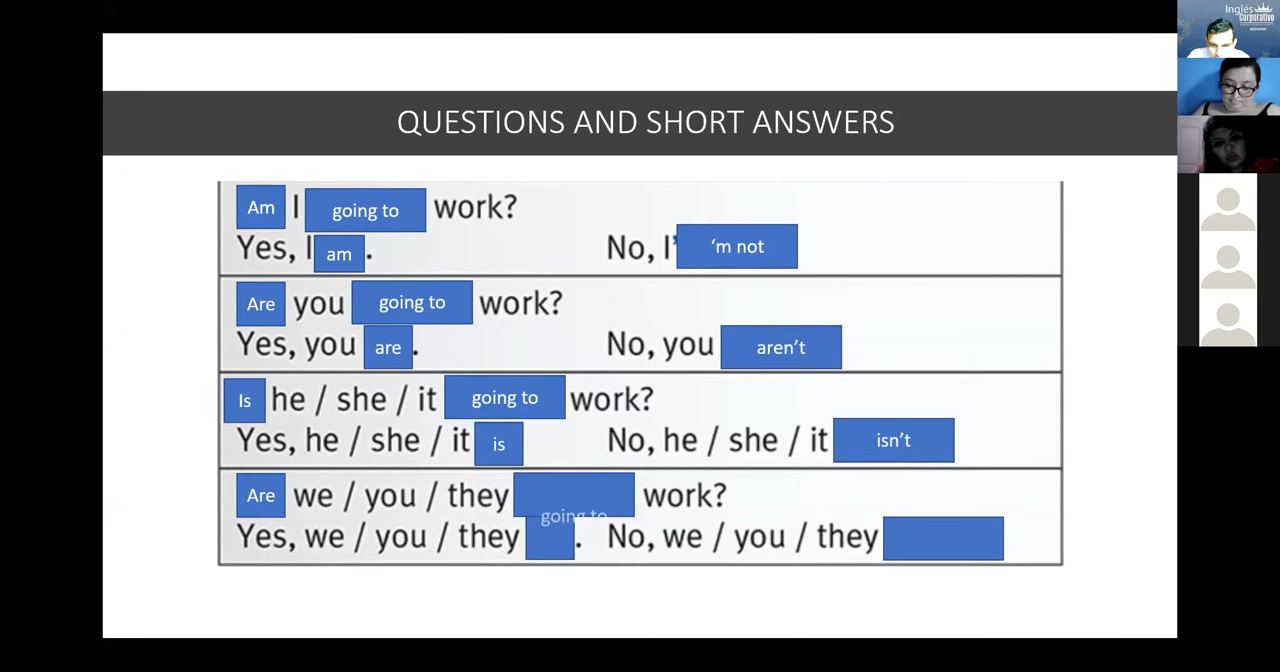 Inglés
Corporativo
QUESTIONS AND SHORT ANSWERS
Am I going to work?
Yes, I am. No, I' 'm not
Are you going to work?
Yes, you are. No, you aren't
Is he / she / it going to work?
Yes, he / she / it is No, he / she / it isn't
Are we / you / they going to work?
Yes, we / you / they . No, we / you / they